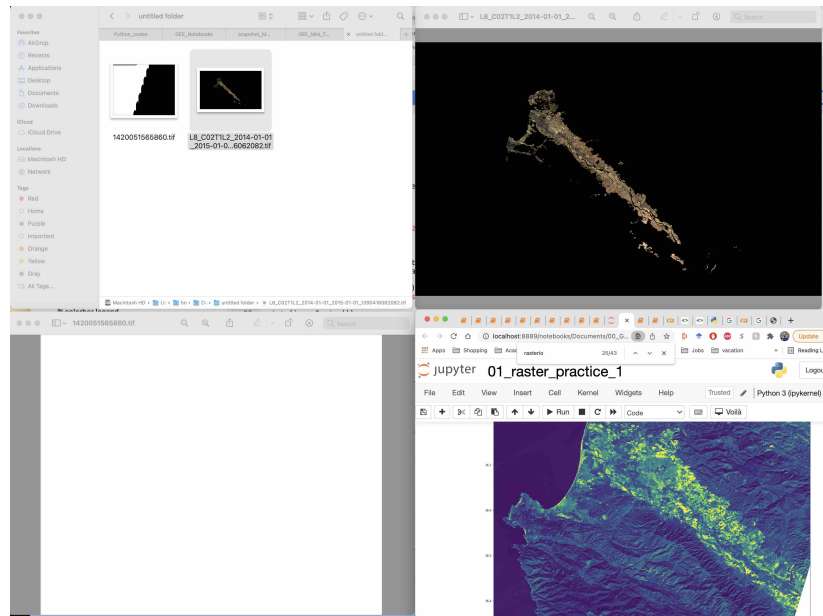 untitled folder
Python_codes
GEE_Notebooks
snapshot_M...
GEE_Mini_T...
untitled fold...
Favorites
AirDrop
Recents
Applications
Desktop
Documents
Downloads
iCloud
iCloud Drive
Locations
Macintosh HD
Network
Tags
Red
Home
Purple
Important
Orange
Yellow
Gray
All Tags...
1420051565860.tif
L8_C02T1L2_2014-01-01
_2015-01-0...6062082.tif
Macintosh HD
untitled folder
L8_C02T1L2_2014-01-01_2015-01-01_1390416062082.tif
L8_C02T1L2_2014-01-01_2...
Search
1420051565860.tif
Search
localhost:8889/notebooks/Documents/00_G...
Update
Apps
Shopping
Acad
rasterio
25/43
Jobs
vacation
Reading L
jupyter
01_raster_practice_1
Logou
File
Edit
View
Insert
Cell
Kernel
Widgets
Help
Trusted
Python 3 (ipykernel)
Run
Code
Voilà